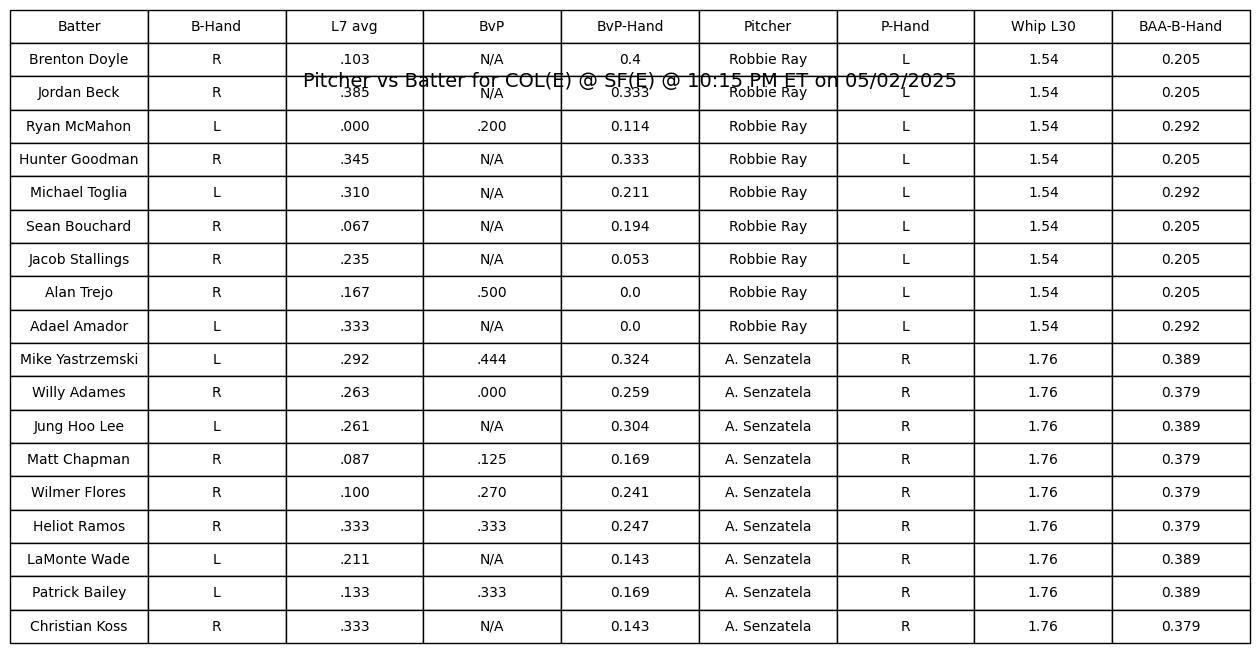 Batter B-Hand L7 avg BvP BvP-Hand Pitcher P-Hand Whip L30 BAA-B-Hand
Brenton Doyle R .103 N/A 0.4 Robbie Ray L 1.54 0.205
Pitcher vs Batter for COL(E) @ SF(E) @ 10:15 PM ET on 05/02/2025
Jordan Beck R .385 N/A 0.333 Robbie Ray L 1.54 0.205
Ryan McMahon L .000 .200 0.114 Robbie Ray L 1.54 0.292
Hunter Goodman R .345 N/A 0.333 Robbie Ray L 1.54 0.205
Michael Toglia L .310 N/A 0.211 Robbie Ray L 1.54 0.292
Sean Bouchard R .067 N/A 0.194 Robbie Ray L 1.54 0.205
Jacob Stallings R .235 N/A 0.053 Robbie Ray L 1.54 0.205
Alan Trejo R .167 .500 0.0 Robbie Ray L 1.54 0.205
Adael Amador L .333 N/A 0.0 Robbie Ray L 1.54 0.292
Mike Yastrzemski L .292 .444 0.324 A. Senzatela R 1.76 0.389
Willy Adames R .263 .000 0.259 A. Senzatela R 1.76 0.379
Jung Hoo Lee L .261 N/A 0.304 A. Senzatela R 1.76 0.389
Matt Chapman R .087 .125 0.169 A. Senzatela R 1.76 0.379
Wilmer Flores R .100 .270 0.241 A. Senzatela R 1.76 0.379
Heliot Ramos R .333 .333 0.247 A. Senzatela R 1.76 0.379
LaMonte Wade L .211 N/A 0.143 A. Senzatela R 1.76 0.389
Patrick Bailey L .133 .333 0.169 A. Senzatela R 1.76 0.389
Christian Koss R .333 N/A 0.143 A. Senzatela R 1.76 0.379